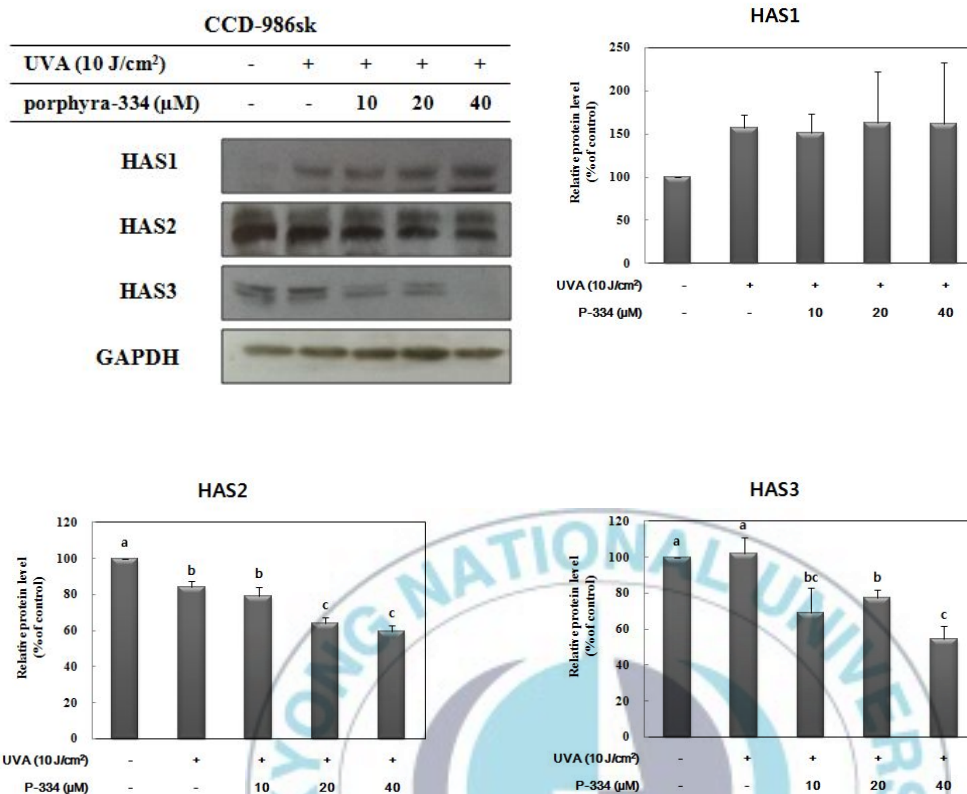 CCD-986sk
UVA (10 J/cm²) - + + + +
porphyra-334 (µM) - - 10 20 40
HAS1
HAS2
HAS3
GAPDH
HAS1
Relative protein level
(% of control)
250
200
150
100
50
0
UVA (10 J/cm²) - + + + +
P-334 (µM) - - 10 20 40
HAS2
Relative protein level
(% of control)
120
100
80
60
40
20
0
a b b c c
UVA (10 J/cm²) - + + + +
P-334 (µM) - - 10 20 40
HAS3
Relative protein level
(% of control)
120
100
80
60
40
20
0
a a bc b c
UVA (10 J/cm²) - + + + +
P-334 (µM) - - 10 20 40
KYONG NATIONAL UNIVERS